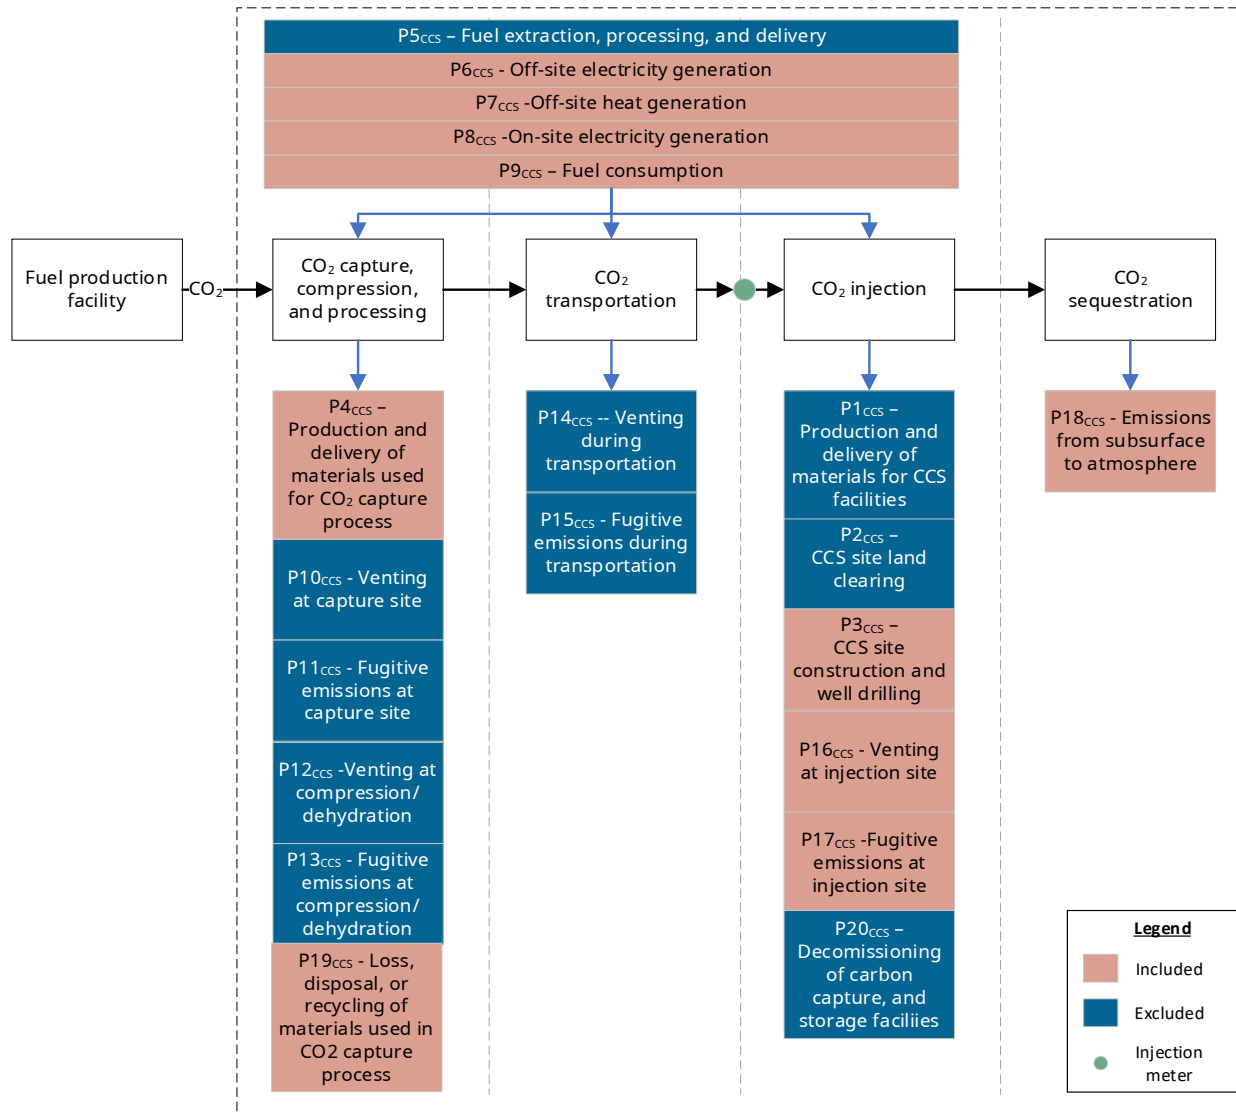 P5CCS – Fuel extraction, processing, and delivery
P6CCS - Off-site electricity generation
P7CCS -Off-site heat generation
P8CCS -On-site electricity generation
P9CCS – Fuel consumption
Fuel production
facility
CO₂
CO₂ capture,
compression,
and processing
CO₂
transportation
CO₂ injection
CO₂
sequestration
P4CCS –
Production and
delivery of
materials used
for CO₂ capture
process
P10CCS - Venting
at capture site
P11CCS - Fugitive
emissions at
capture site
P12CCS -Venting at
compression/
dehydration
P13CCS - Fugitive
emissions at
compression/
dehydration
P19CCS - Loss,
disposal, or
recycling of
materials used in
CO2 capture
process
P14CCS -- Venting
during
transportation
P15CCS - Fugitive
emissions during
transportation
P1CCS –
Production and
delivery of
materials for CCS
facilities
P2CCS –
CCS site land
clearing
P3CCS –
CCS site
construction and
well drilling
P16CCS - Venting
at injection site
P17CCS -Fugitive
emissions at
injection site
P20CCS –
Decomissioning
of carbon
capture, and
storage faciliies
P18CCS - Emissions
from subsurface
to atmosphere
Legend
Included
Excluded
Injection
meter